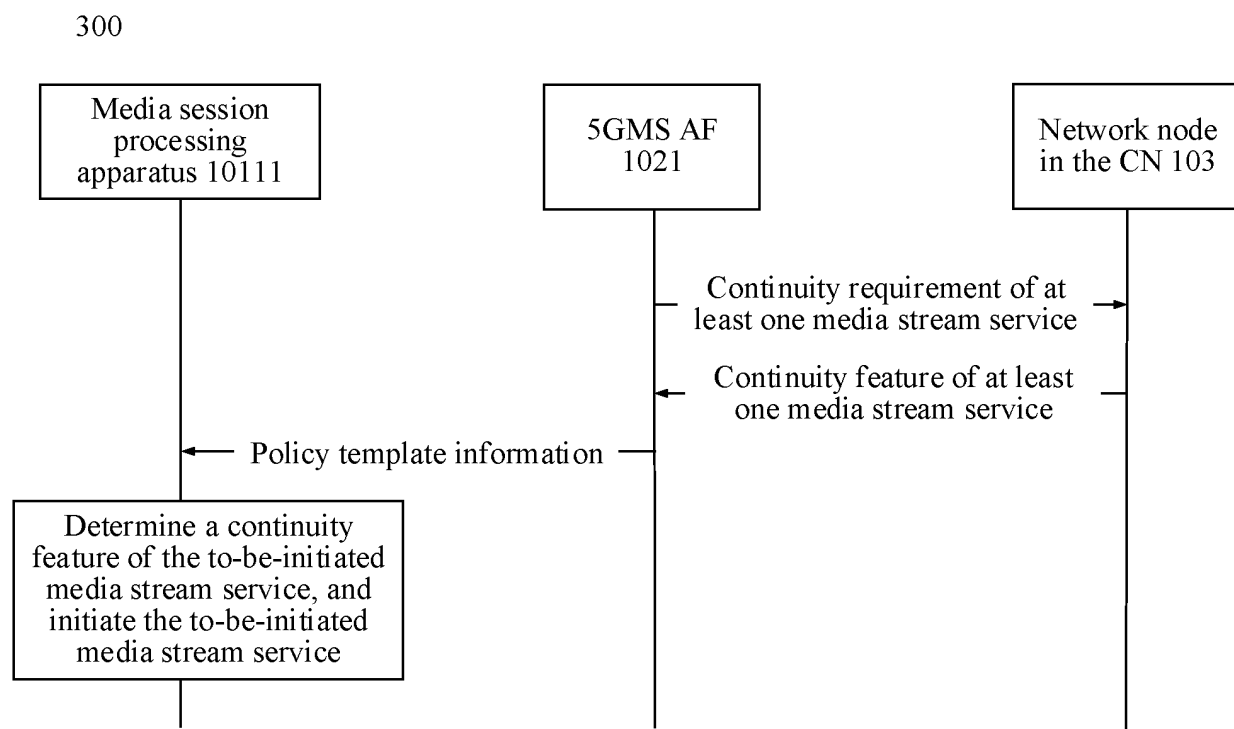 300
Media session
processing
apparatus 10111
5GMS AF
1021
Network node
in the CN 103
Continuity requirement of at
least one media stream service
Continuity feature of at least
one media stream service
Policy template information
Determine a continuity
feature of the to-be-initiated
media stream service, and
initiate the to-be-initiated
media stream service